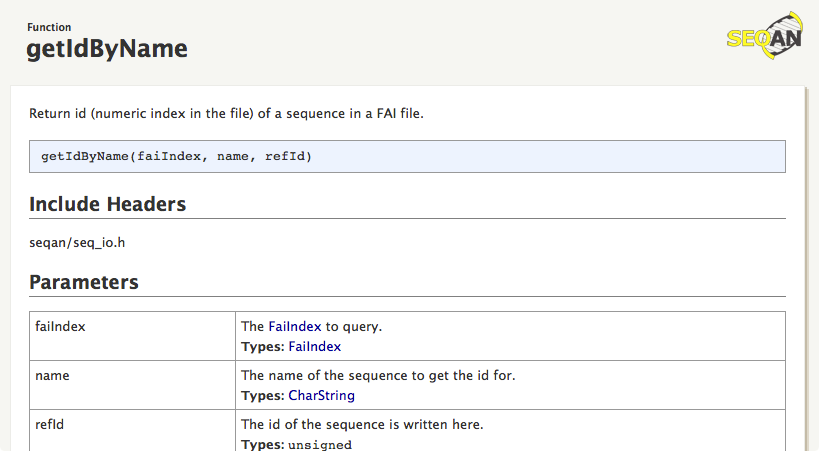 Function
getIdByName
SEQAN
Return id (numeric index in the file) of a sequence in a FAI file.
getIdByName(faiIndex, name, refId)
Include Headers
seqan/seq_io.h
Parameters
faiIndex
The FaiIndex to query.
Types: FaiIndex
name
The name of the sequence to get the id for.
Types: CharString
refId
The id of the sequence is written here.
Types: unsigned